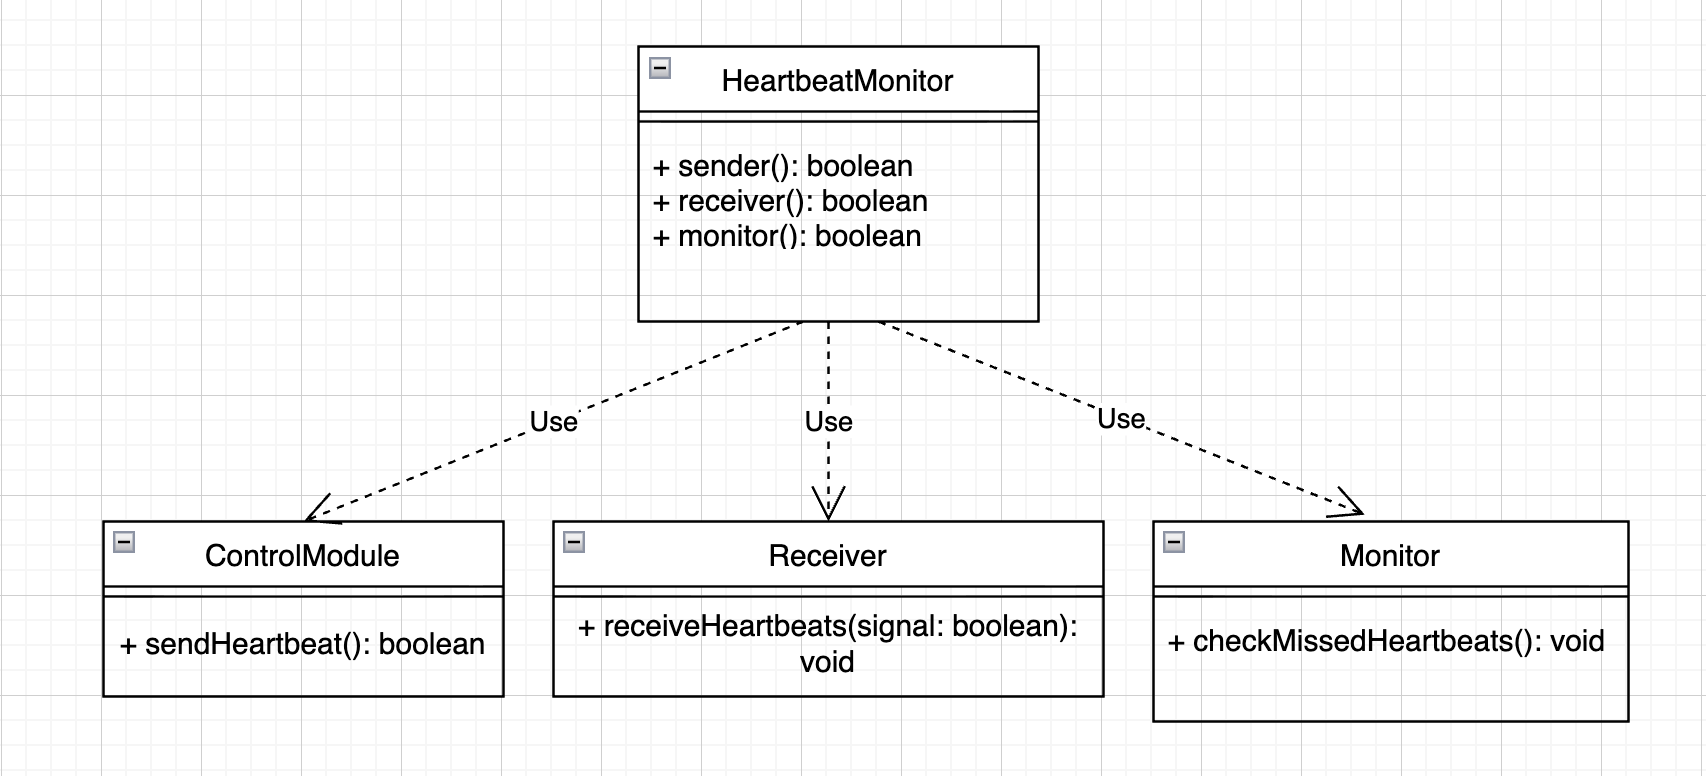 HeartbeatMonitor
+ sender(): boolean
+ receiver(): boolean
+ monitor(): boolean
Use
Use
Use
ControlModule
+ sendHeartbeat(): boolean
Receiver
+ receiveHeartbeats(signal: boolean):
void
Monitor
+ checkMissedHeartbeats(): void